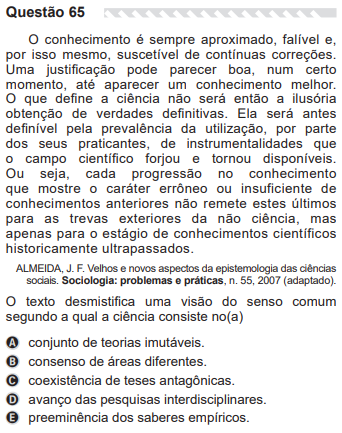 Questão 65
O conhecimento é sempre aproximado, falível e,
por isso mesmo, suscetível de contínuas correções.
Uma justificação pode parecer boa, num certo
momento, até aparecer um conhecimento melhor.
O que define a ciência não será então a ilusória
obtenção de verdades definitivas. Ela será antes
definível pela prevalência da utilização, por parte
dos seus praticantes, de instrumentalidades que
o campo científico forjou e tornou disponíveis.
Ou seja, cada progressão no conhecimento
que mostre o caráter errôneo ou insuficiente de
conhecimentos anteriores não remete estes últimos
para as trevas exteriores da não ciência, mas
apenas para o estágio de conhecimentos científicos
historicamente ultrapassados.
ALMEIDA, J. F. Velhos e novos aspectos da epistemologia das ciências
sociais. Sociologia: problemas e práticas, n. 55, 2007 (adaptado).
O texto desmistifica uma visão do senso comum
segundo a qual a ciência consiste no(a)
A conjunto de teorias imutáveis.
B consenso de áreas diferentes.
C coexistência de teses antagônicas.
D avanço das pesquisas interdisciplinares.
E preeminência dos saberes empíricos.